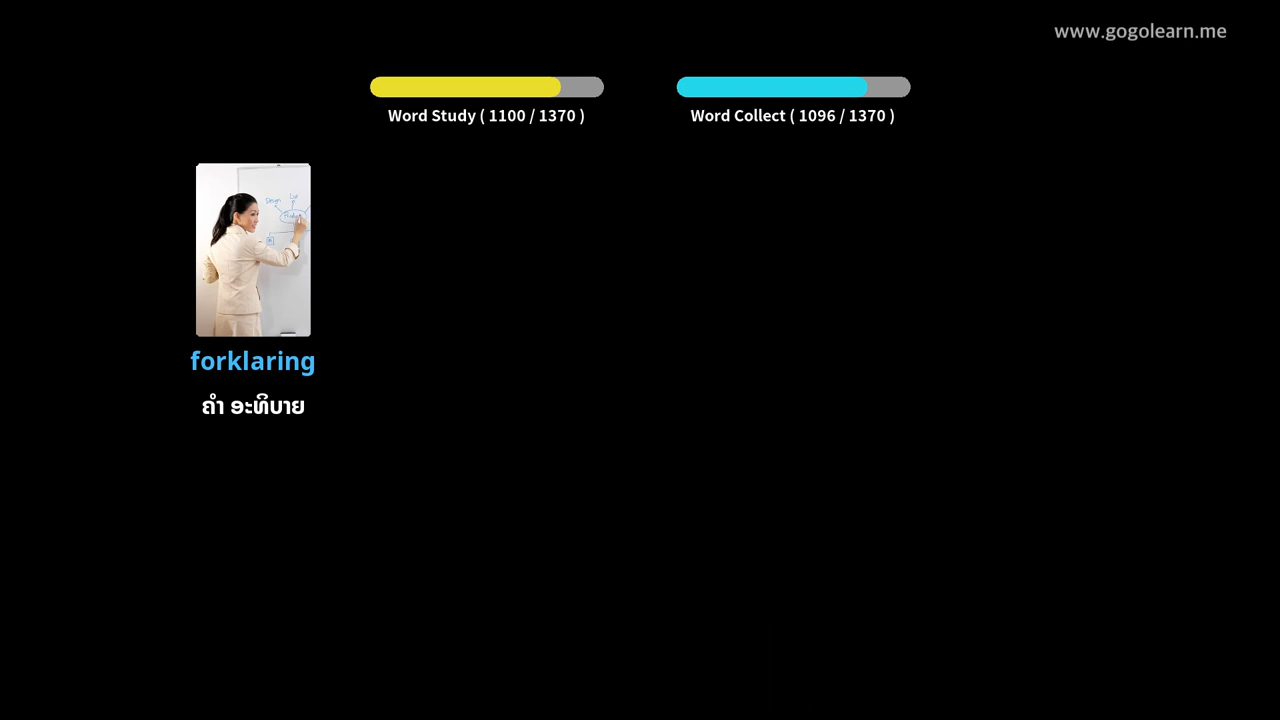 www.gogolearn.me
Word Study ( 1100 / 1370 )
Word Collect ( 1096 / 1370 )
Design
forklaring
ຄຳ ອະທິບາຍ